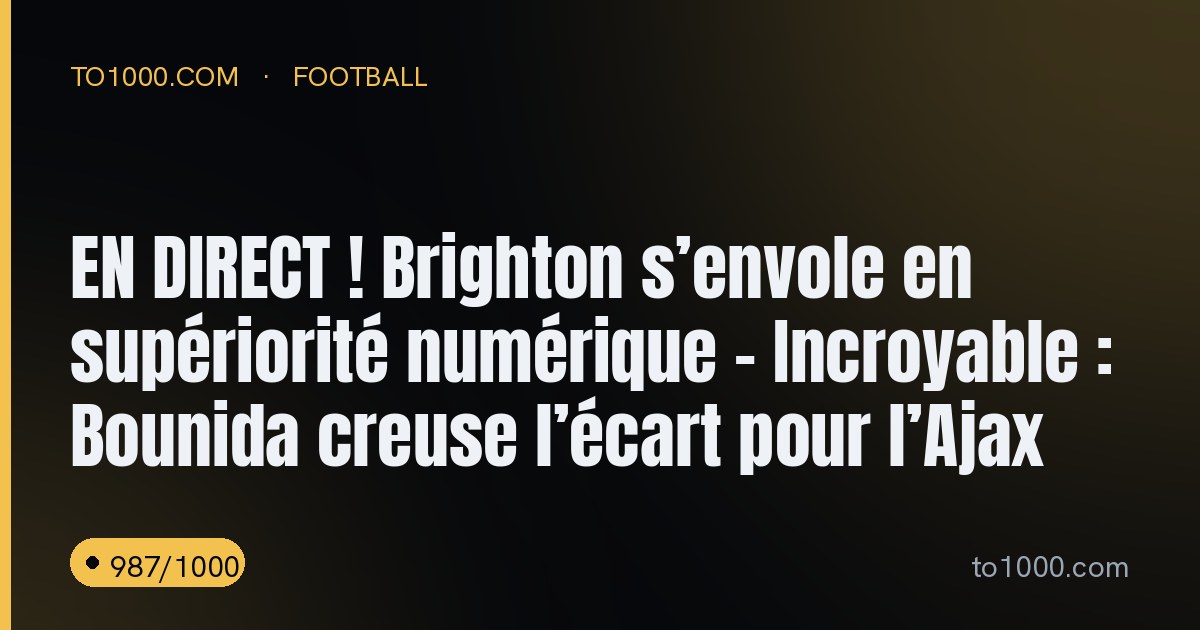 TO1000.COM · FOOTBALL
EN DIRECT ! Brighton s’envole en
supériorité numérique - Incroyable :
Bounida creuse l’écart pour l’Ajax
987/1000
to1000.com